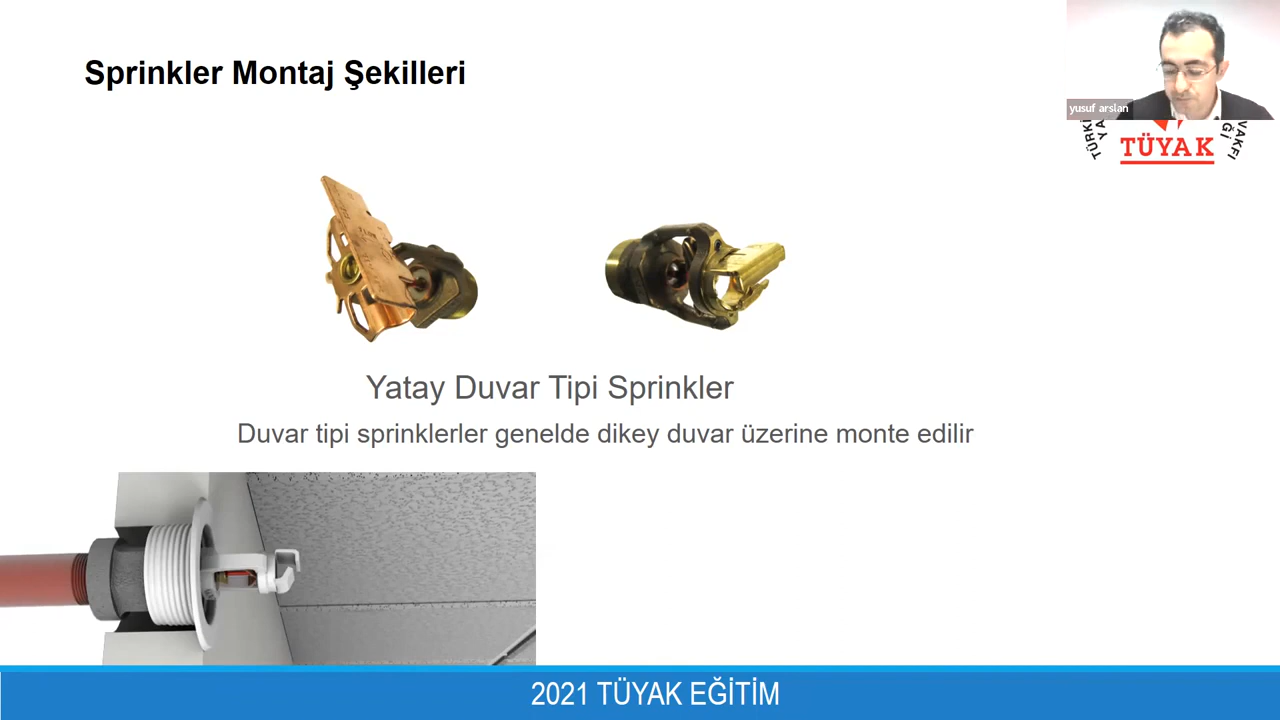 Sprinkler Montaj Şekilleri
yusuf arslan
TÜYAK
Yatay Duvar Tipi Sprinkler
Duvar tipi sprinklerler genelde dikey duvar üzerine monte edilir
2021 TÜYAK EĞİTİM